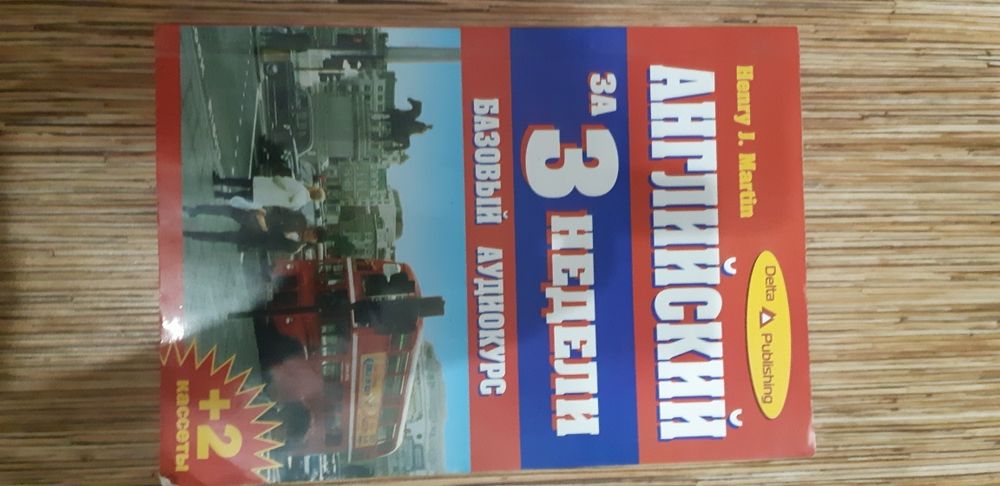 Henry J. Martin
Delta Publishing
АНГЛИЙСКИЙ
ЗА 3 НЕДЕЛИ
БАЗОВЫЙ АУДИОКУРС
+2
кассеты